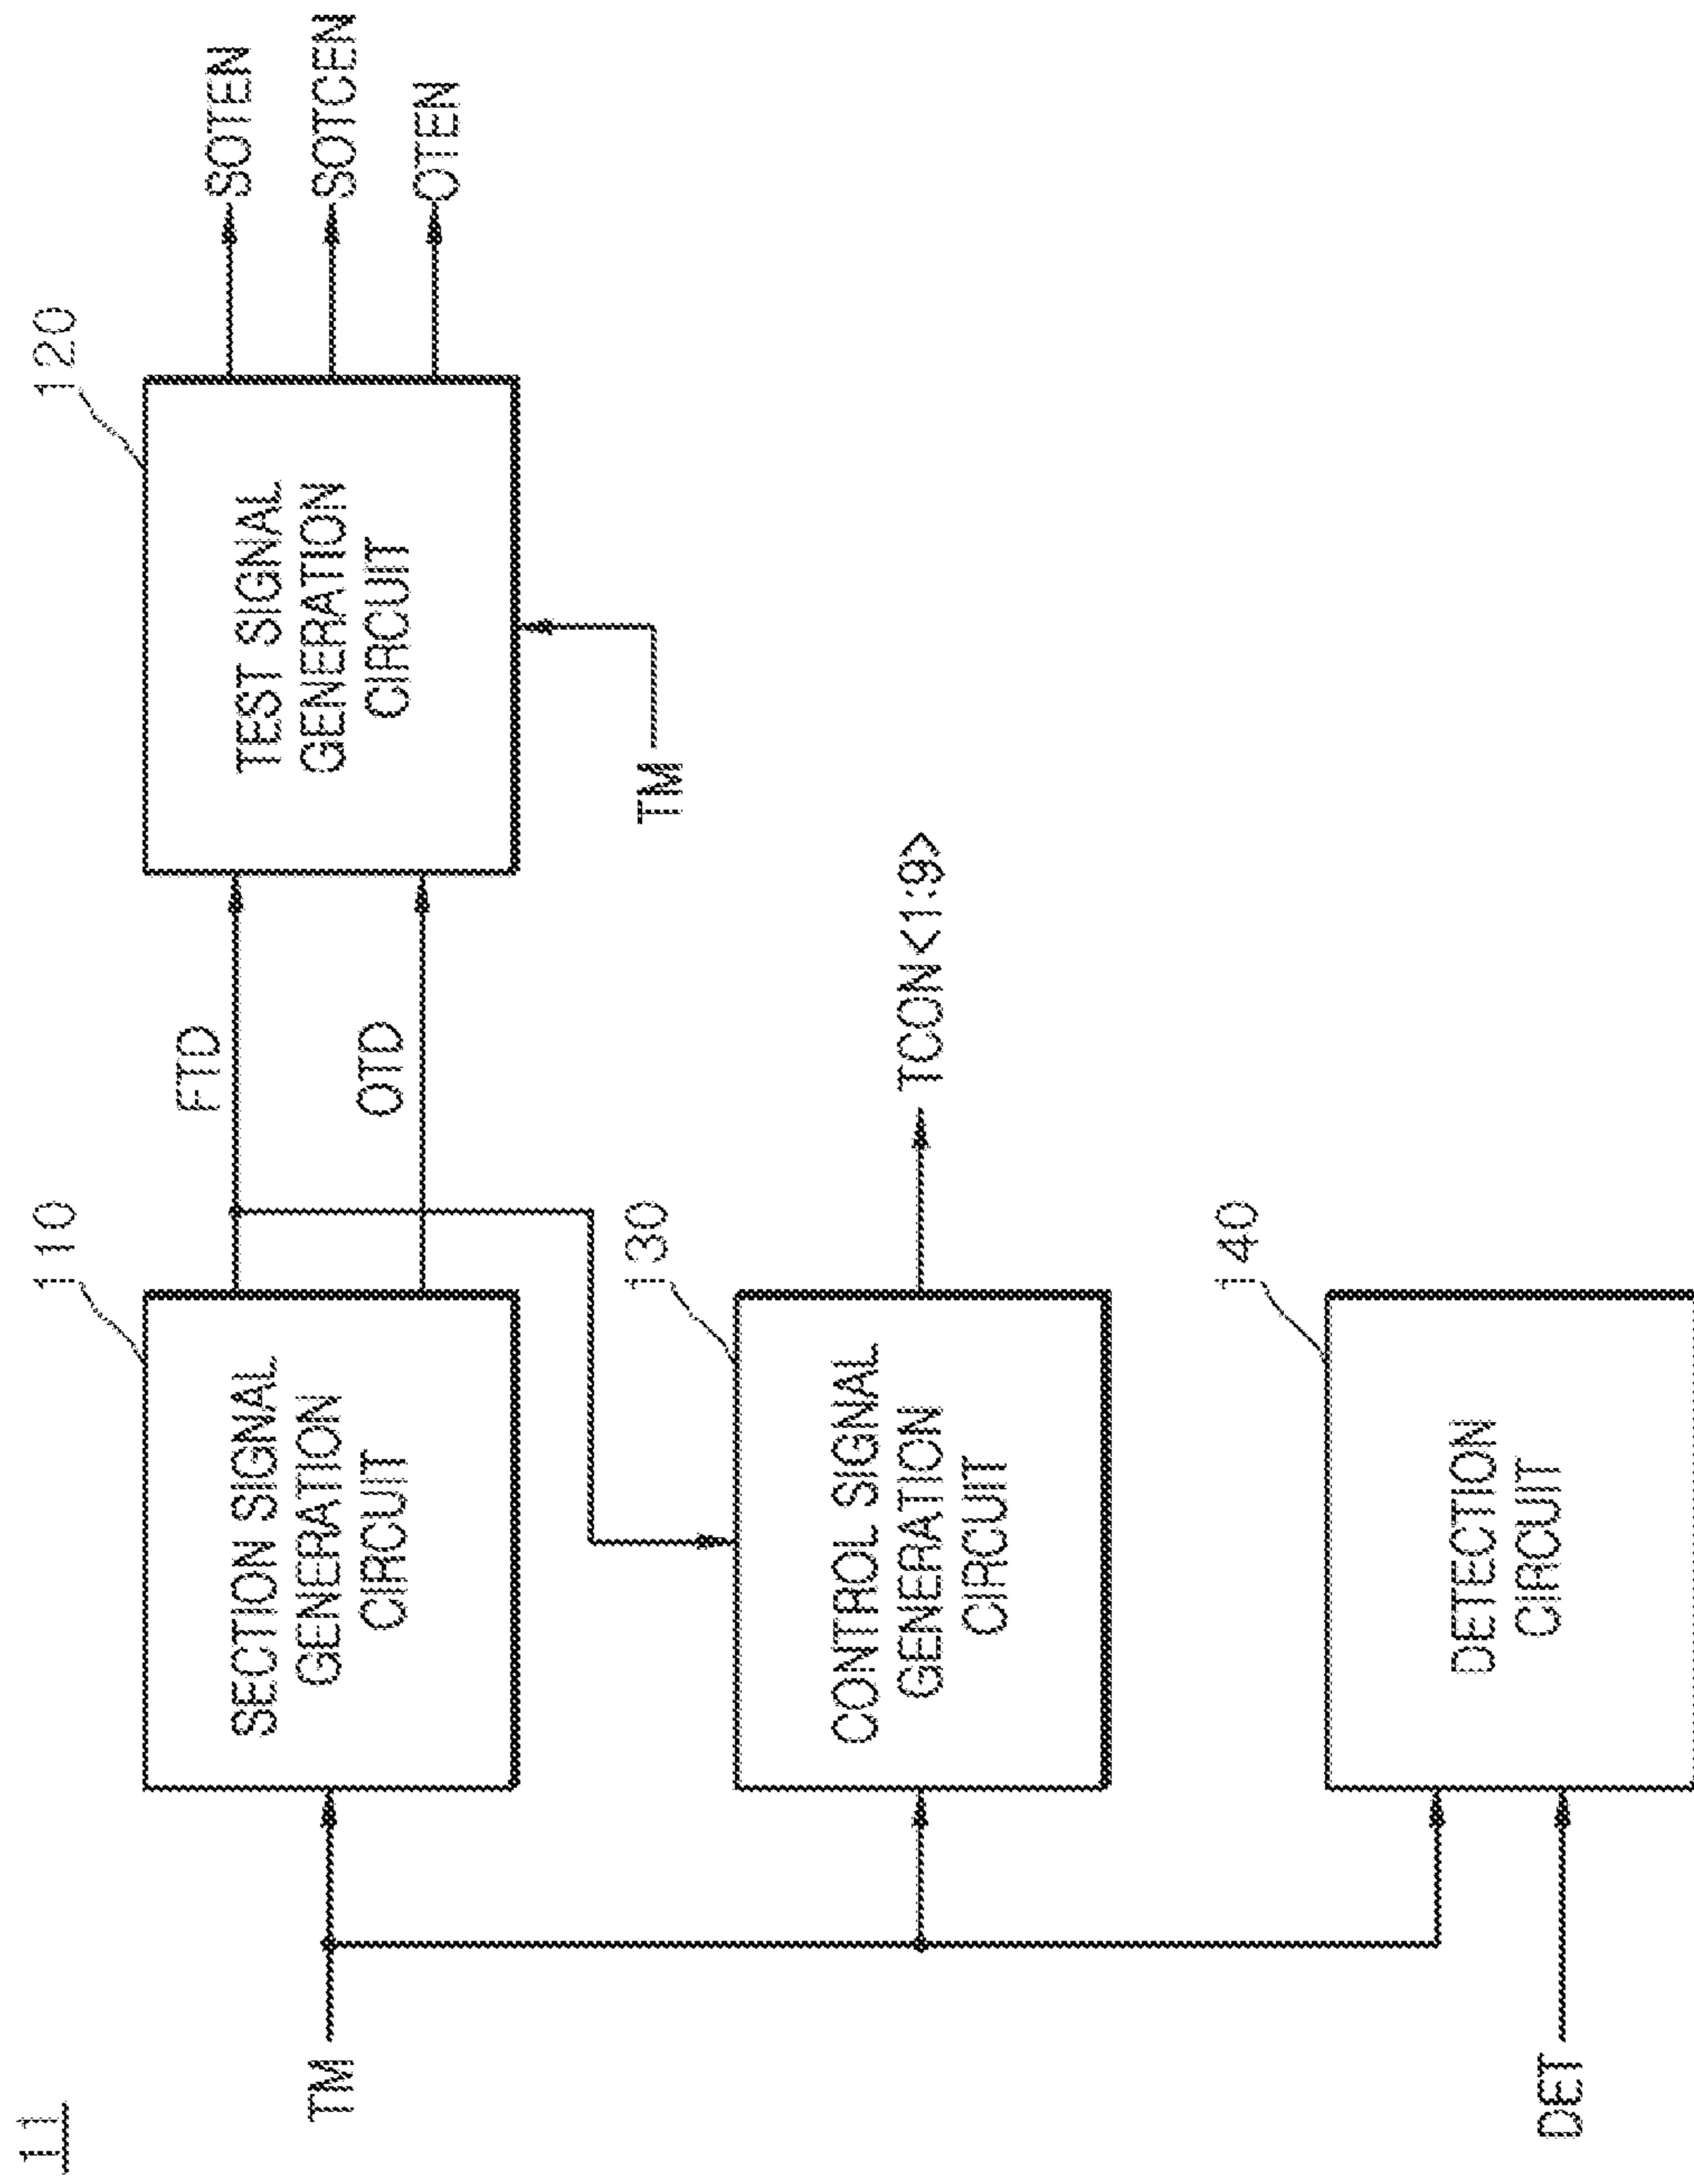 11
110
120
SECTION SIGNAL
GENERATION
CIRCUIT
TM
FTD
OTD
TEST SIGNAL
GENERATION
CIRCUIT
SOTEN
SOTCEN
OTEN
TM
130
CONTROL SIGNAL
GENERATION
CIRCUIT
TCON<1:9>
140
DETECTION
CIRCUIT
DET